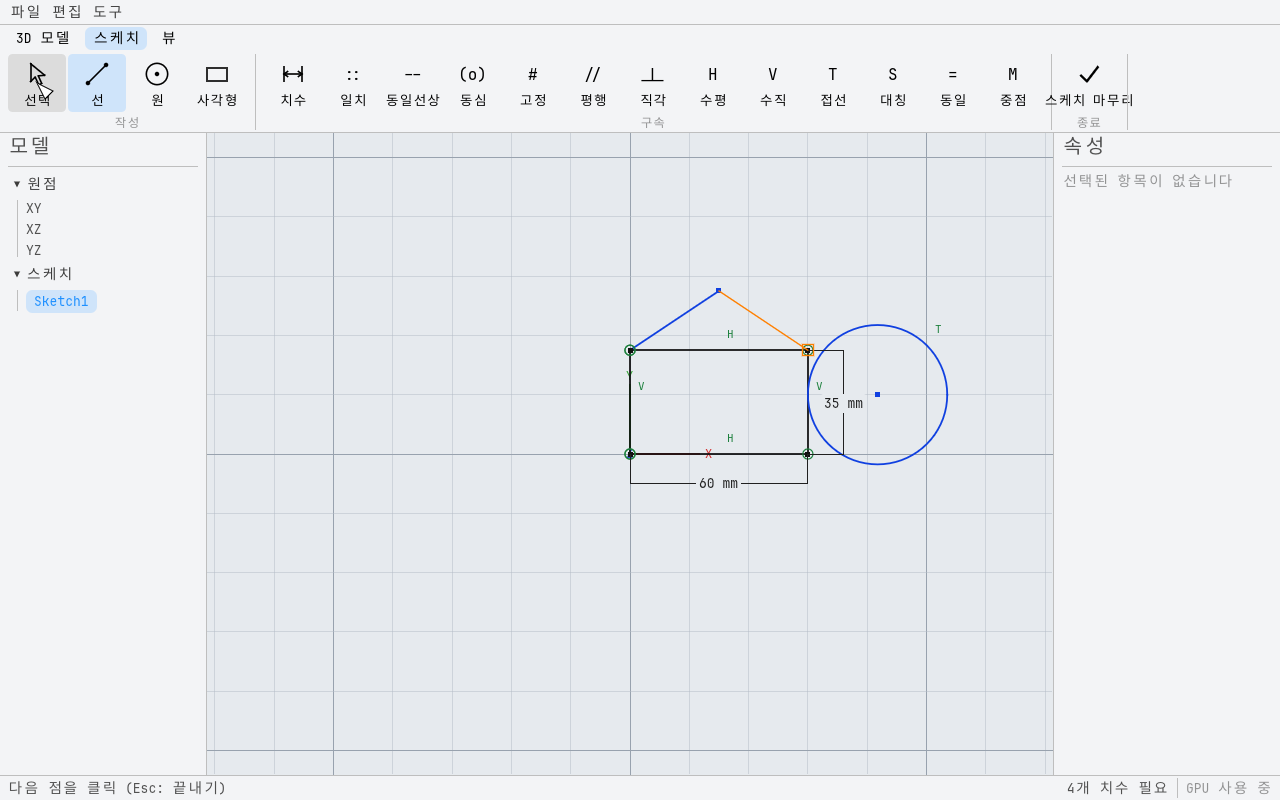 파일 편집 도구
3D 모델 스케치 뷰
:: -- (o) # // H V T S = M
선택 선 원 사각형 치수 일치 동일선상 동심 고정 평행 직각 수평 수직 접선 대칭 동일 중점 스케치 마무리
작성 구속 종료
모델
▼ 원점
XY
XZ
YZ
▼ 스케치
Sketch1
속성
선택된 항목이 없습니다
T
H
V V
35 mm
H
X
60 mm
다음 점을 클릭 (Esc: 끝내기) 4개 치수 필요 GPU 사용 중